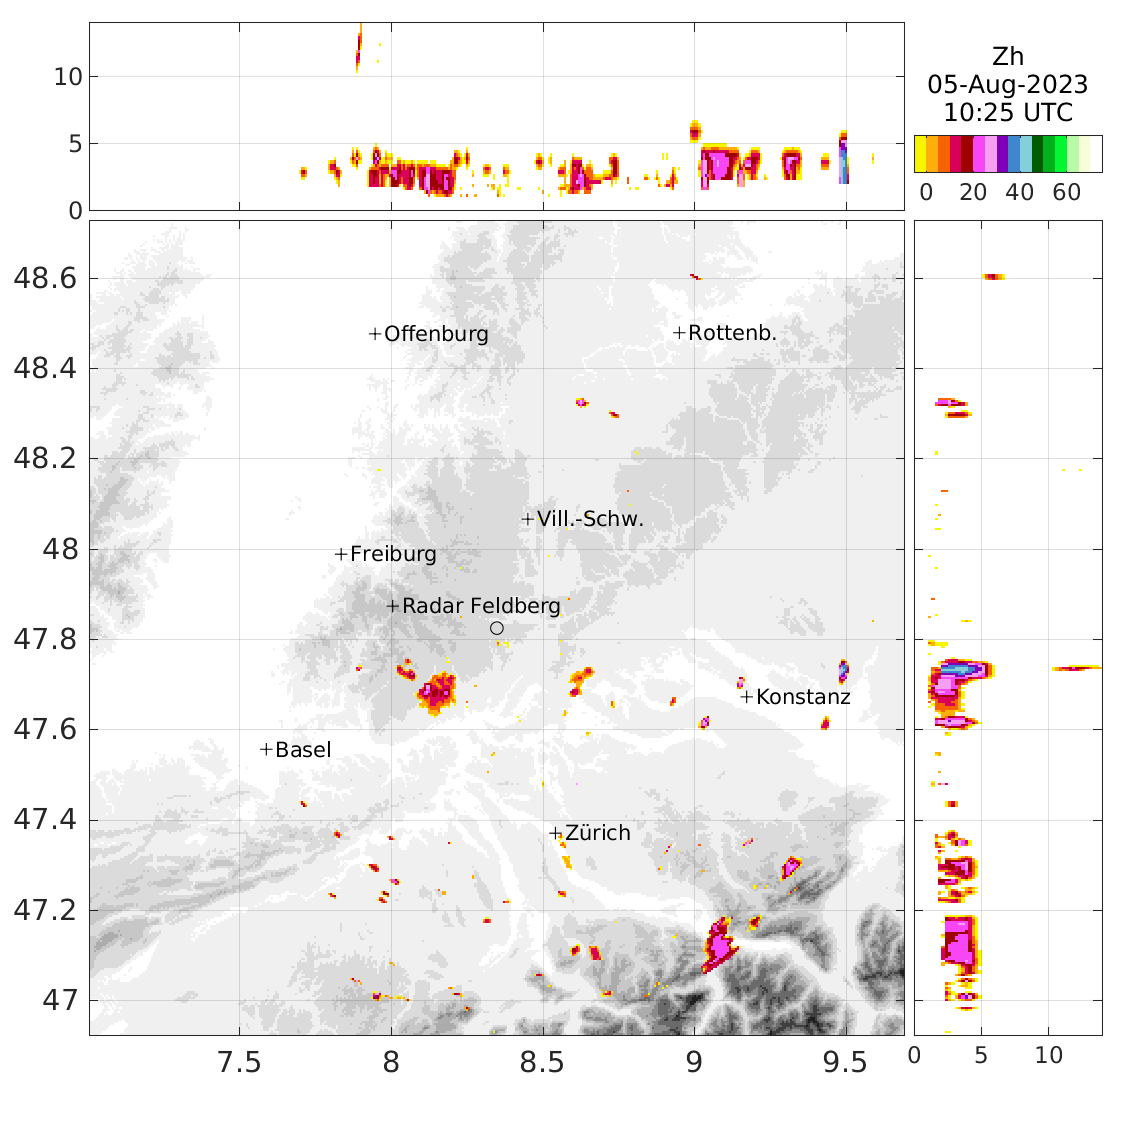 10
5
0
Zh
05-Aug-2023
10:25 UTC
0 20 40 60
48.6
48.4
48.2
48
47.8
47.6
47.4
47.2
47
+Offenburg
+Rottenb.
+Vill.-Schw.
+Freiburg
+Radar Feldberg
+Konstanz
+Basel
+Zürich
7.5 8 8.5 9 9.5
0 5 10